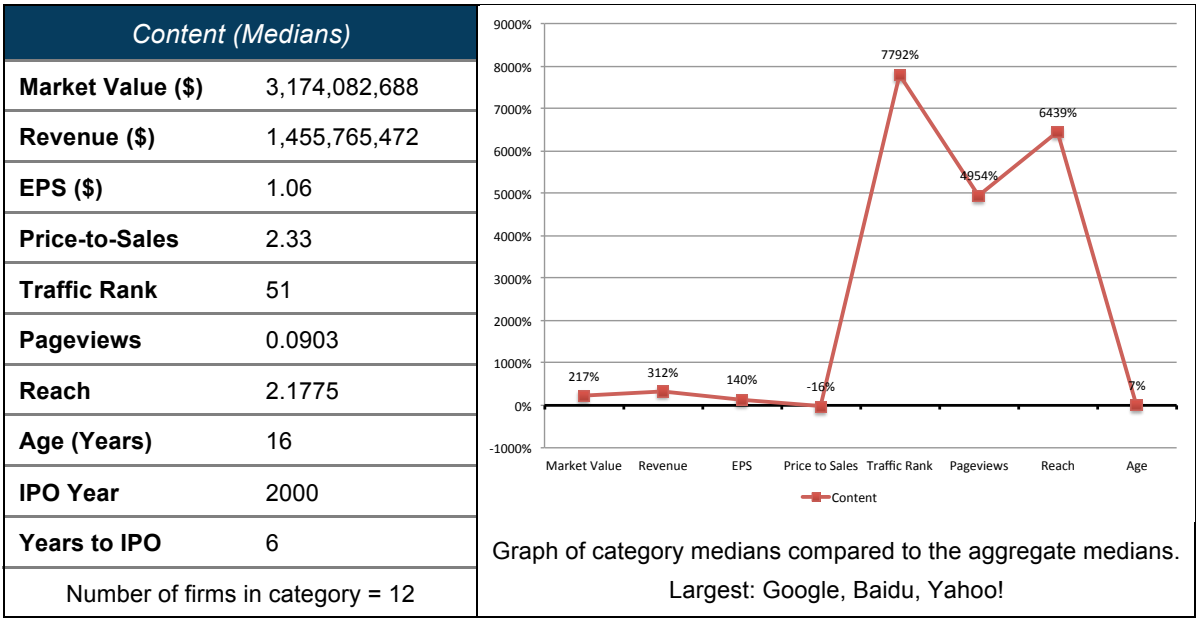 Content (Medians)
Market Value ($) 3,174,082,688
Revenue ($) 1,455,765,472
EPS ($) 1.06
Price-to-Sales 2.33
Traffic Rank 51
Pageviews 0.0903
Reach 2.1775
Age (Years) 16
IPO Year 2000
Years to IPO 6
Number of firms in category = 12
9000%
8000%
7000%
6000%
5000%
4000%
3000%
2000%
1000%
0%
-1000%
217%
312%
140%
-16%
7792%
4954%
6439%
7%
Market Value Revenue EPS Price to Sales Traffic Rank Pageviews Reach Age
Content
Graph of category medians compared to the aggregate medians.
Largest: Google, Baidu, Yahoo!